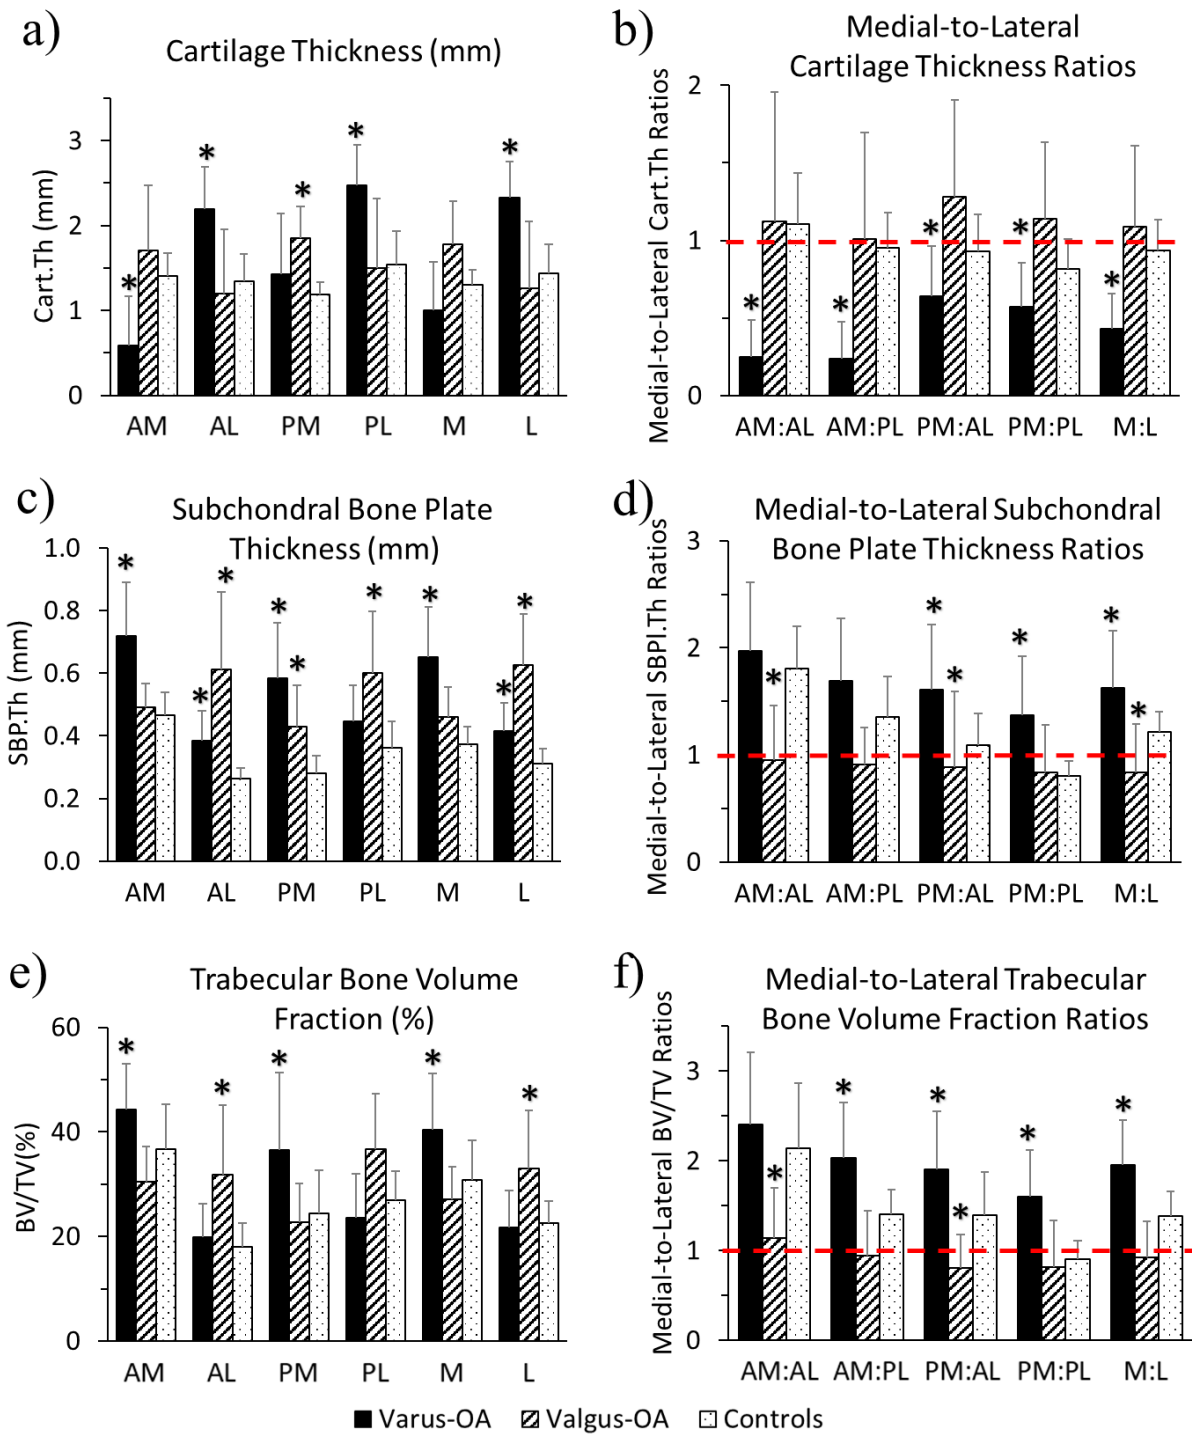 a)
Cartilage Thickness (mm)
Cart.Th (mm)
3
2
1
0
* * * * * *
AM AL PM PL M L
b)
Medial-to-Lateral
Cartilage Thickness Ratios
Medial-to-Lateral Cart.Th Ratios
2
1
0
* * * * *
AM:AL AM:PL PM:AL PM:PL M:L
c)
Subchondral Bone Plate
Thickness (mm)
SBP.Th (mm)
1.0
0.8
0.6
0.4
0.2
0.0
* * * * * * * * *
AM AL PM PL M L
d)
Medial-to-Lateral Subchondral
Bone Plate Thickness Ratios
Medial-to-Lateral SBPl.Th Ratios
3
2
1
0
* * * * * *
AM:AL AM:PL PM:AL PM:PL M:L
e)
Trabecular Bone Volume
Fraction (%)
BV/TV(%)
60
40
20
0
* * * * *
AM AL PM PL M L
f)
Medial-to-Lateral Trabecular
Bone Volume Fraction Ratios
Medial-to-Lateral BV/TV Ratios
3
2
1
0
* * * * * *
AM:AL AM:PL PM:AL PM:PL M:L
Varus-OA Valgus-OA Controls